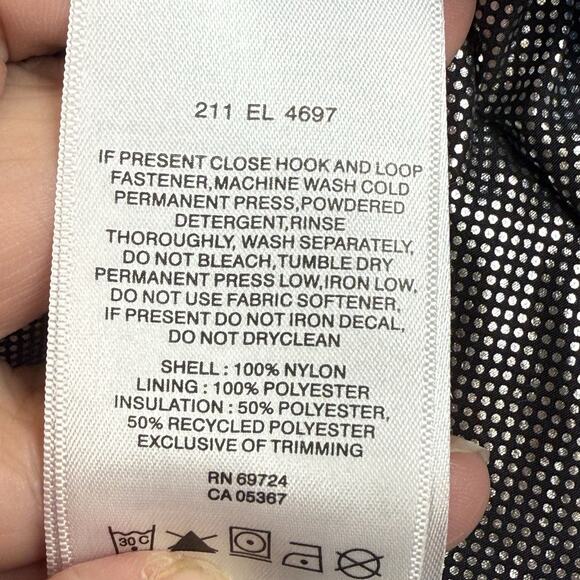 211 EL 4697
IF PRESENT CLOSE HOOK AND LOOP
FASTENER,MACHINE WASH COLD
PERMANENT PRESS,POWDERED
DETERGENT,RINSE
THOROUGHLY, WASH SEPARATELY,
DO NOT BLEACH,TUMBLE DRY
PERMANENT PRESS LOW,IRON LOW,
DO NOT USE FABRIC SOFTENER,
IF PRESENT DO NOT IRON DECAL,
DO NOT DRYCLEAN
SHELL : 100% NYLON
LINING : 100% POLYESTER
INSULATION : 50% POLYESTER,
50% RECYCLED POLYESTER
EXCLUSIVE OF TRIMMING
RN 69724
CA 05367
30 C